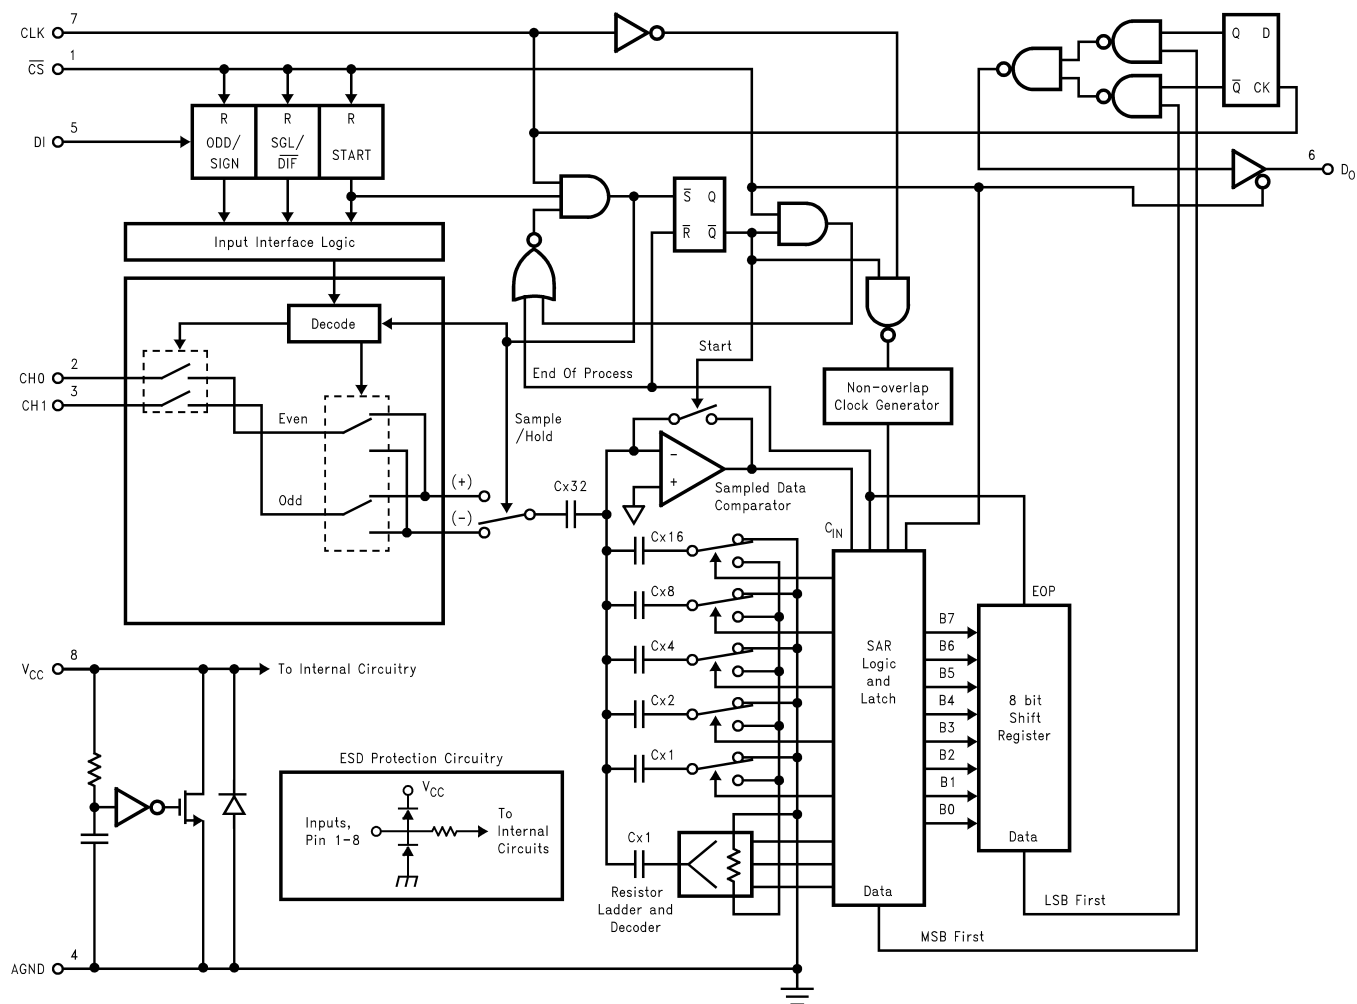 CLK 7
CS 1
DI 5
R R R
ODD/ SIGN
SGL/ DIF
START
Input Interface Logic
Decode
CH0 2
CH1 3
Even
Odd
(+)
(-)
Sample /Hold
S Q
R Q
Start
End Of Process
Q D
Q CK
6 DO
Non-overlap
Clock Generator
-
+
Sampled Data
Comparator
Cx32
Cx16
Cx8
Cx4
Cx2
Cx1
Cx1
Resistor
Ladder and
Decoder
CIN
SAR
Logic
and
Latch
Data
EOP
B7
B6
B5
B4
B3
B2
B1
B0
8 bit
Shift
Register
Data
LSB First
MSB First
VCC 8
To Internal Circuitry
ESD Protection Circuitry
VCC
Inputs,
Pin 1-8
To
Internal
Circuits
AGND 4